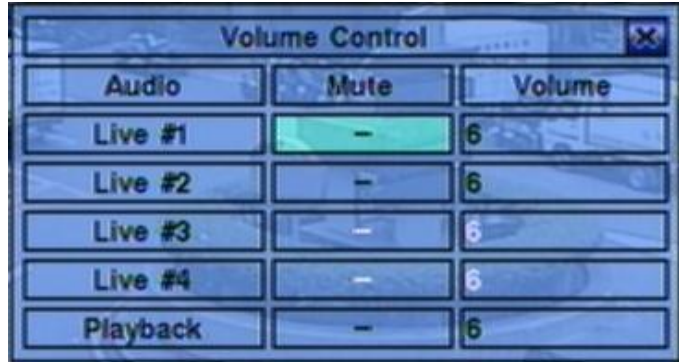 Volume Control
Audio Mute Volume
Live #1 – 6
Live #2 – 6
Live #3 – 6
Live #4 – 6
Playback – 6